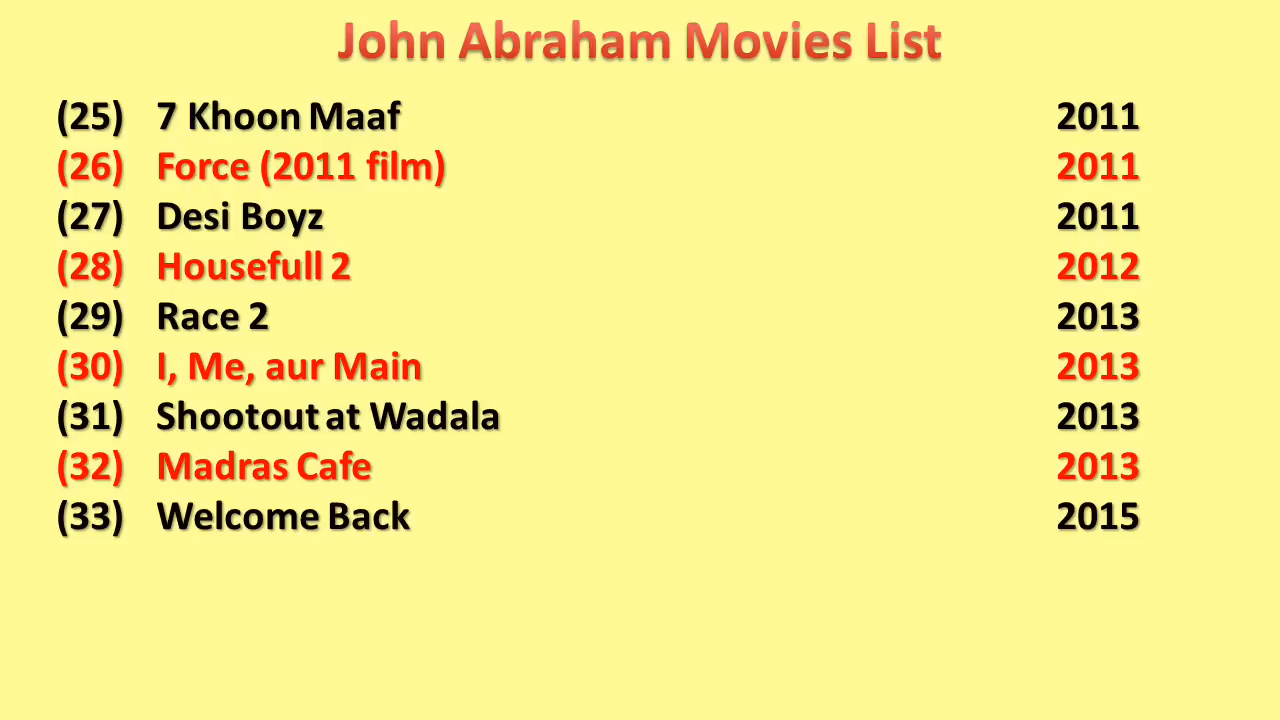 John Abraham Movies List
(25) 7 Khoon Maaf 2011
(26) Force (2011 film) 2011
(27) Desi Boyz 2011
(28) Housefull 2 2012
(29) Race 2 2013
(30) I, Me, aur Main 2013
(31) Shootout at Wadala 2013
(32) Madras Cafe 2013
(33) Welcome Back 2015